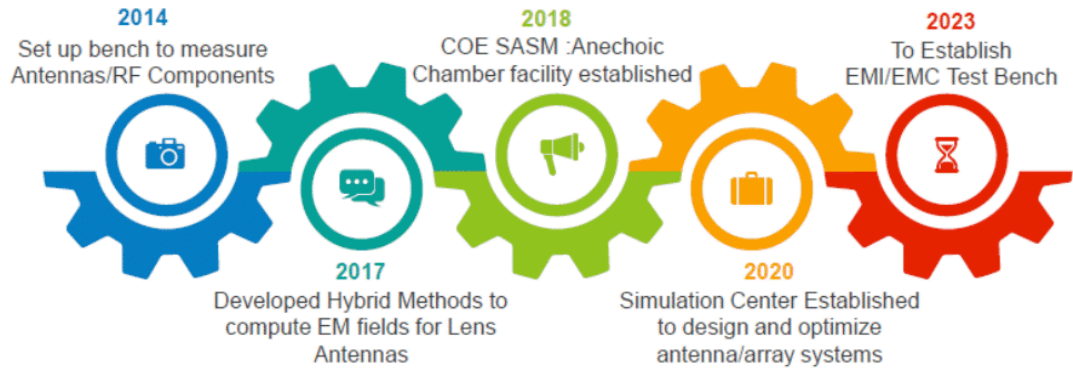 2014
Set up bench to measure
Antennas/RF Components
2017
Developed Hybrid Methods to
compute EM fields for Lens
Antennas
2018
COE SASM :Anechoic
Chamber facility established
2020
Simulation Center Established
to design and optimize
antenna/array systems
2023
To Establish
EMI/EMC Test Bench